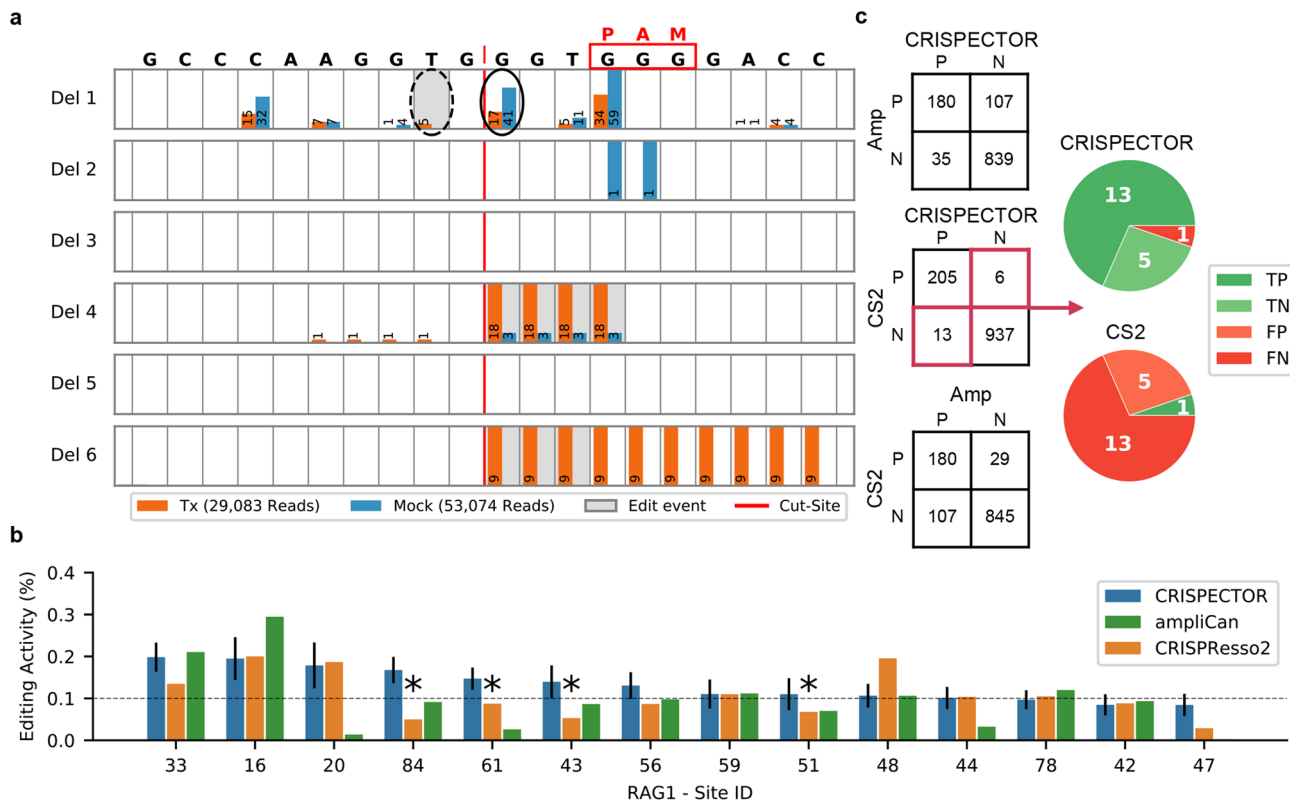 a
P A M
G C C C A A G G T G G G T G G G G A C C
Del 1
15 32 7 7 1 4 5 17 41 5 11 34 59 1 1 4 4
Del 2
1 1
Del 3
Del 4
1 1 1 1 18 3 18 3 18 3 18 3
Del 5
Del 6
9 9 9 9 9 9 9 9 9 9
Tx (29,083 Reads) Mock (53,074 Reads) Edit event Cut-Site
c
CRISPECTOR
P N
Amp
P 180 107
N 35 839
CRISPECTOR
P N
CS2
P 205 6
N 13 937
Amp
P N
CS2
P 180 29
N 107 845
CRISPECTOR
13
1
5
CS2
5
1
13
TP
TN
FP
FN
b
Editing Activity (%)
0.4
0.3
0.2
0.1
0.0
* * * *
CRISPECTOR
ampliCan
CRISPResso2
33 16 20 84 61 43 56 59 51 48 44 78 42 47
RAG1 - Site ID